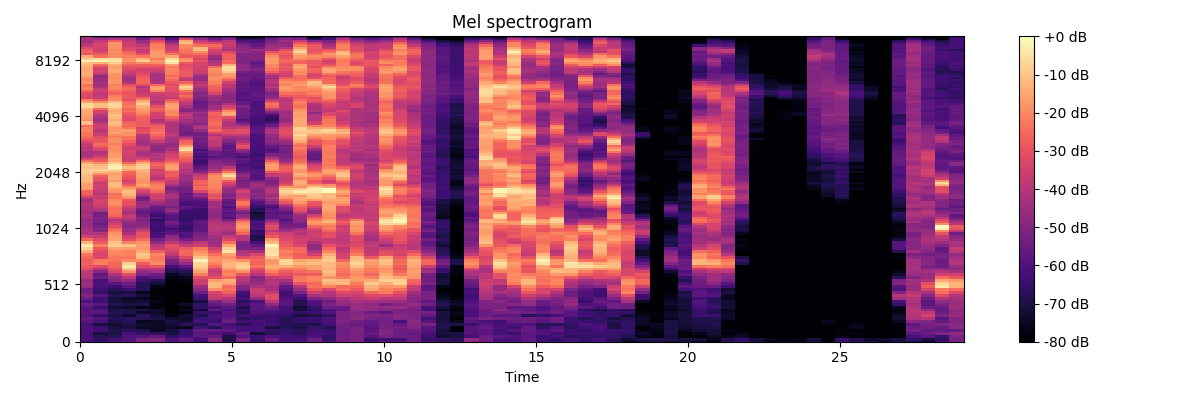 Mel spectrogram
Hz
8192
4096
2048
1024
512
0
0 5 10 15 20 25
Time
+0 dB
-10 dB
-20 dB
-30 dB
-40 dB
-50 dB
-60 dB
-70 dB
-80 dB